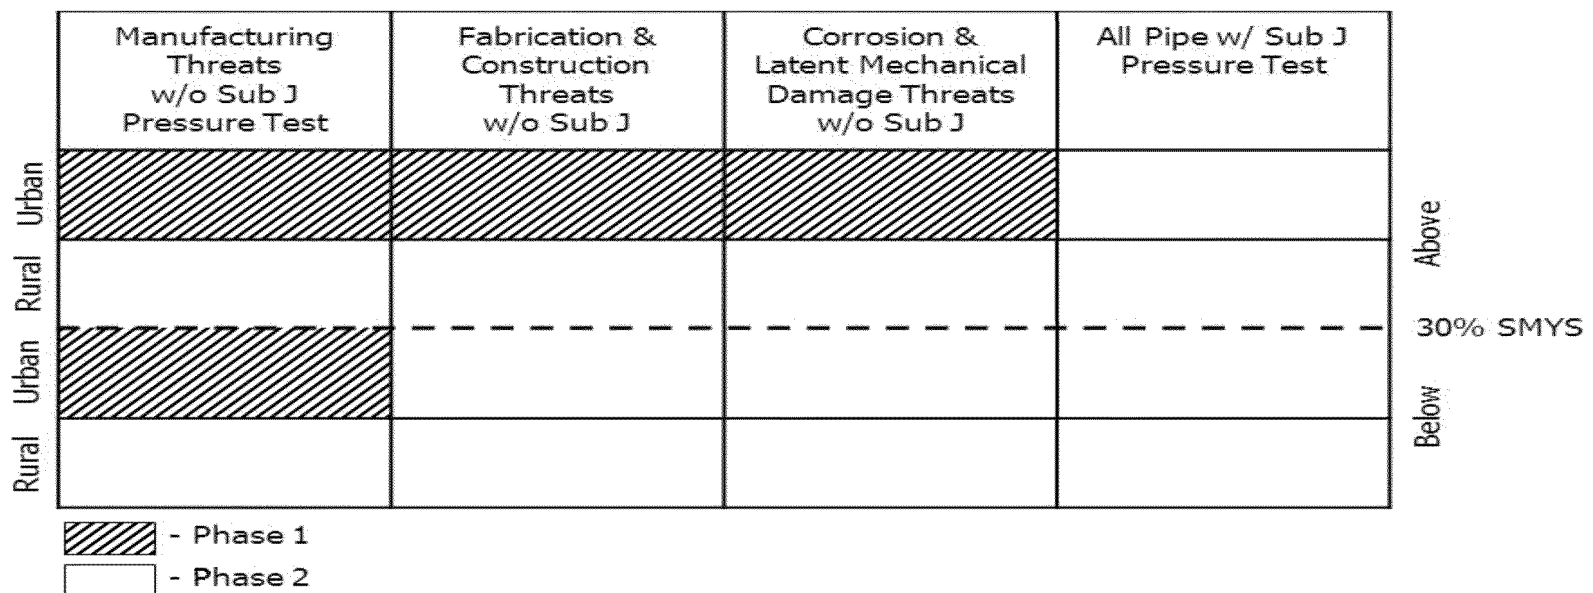 Manufacturing
Threats
w/o Sub J
Pressure Test
Fabrication &
Construction
Threats
w/o Sub J
Corrosion &
Latent Mechanical
Damage Threats
w/o Sub J
All Pipe w/ Sub J
Pressure Test
Urban
Rural
Urban
Rural
Above
30% SMYS
Below
- Phase 1
- Phase 2